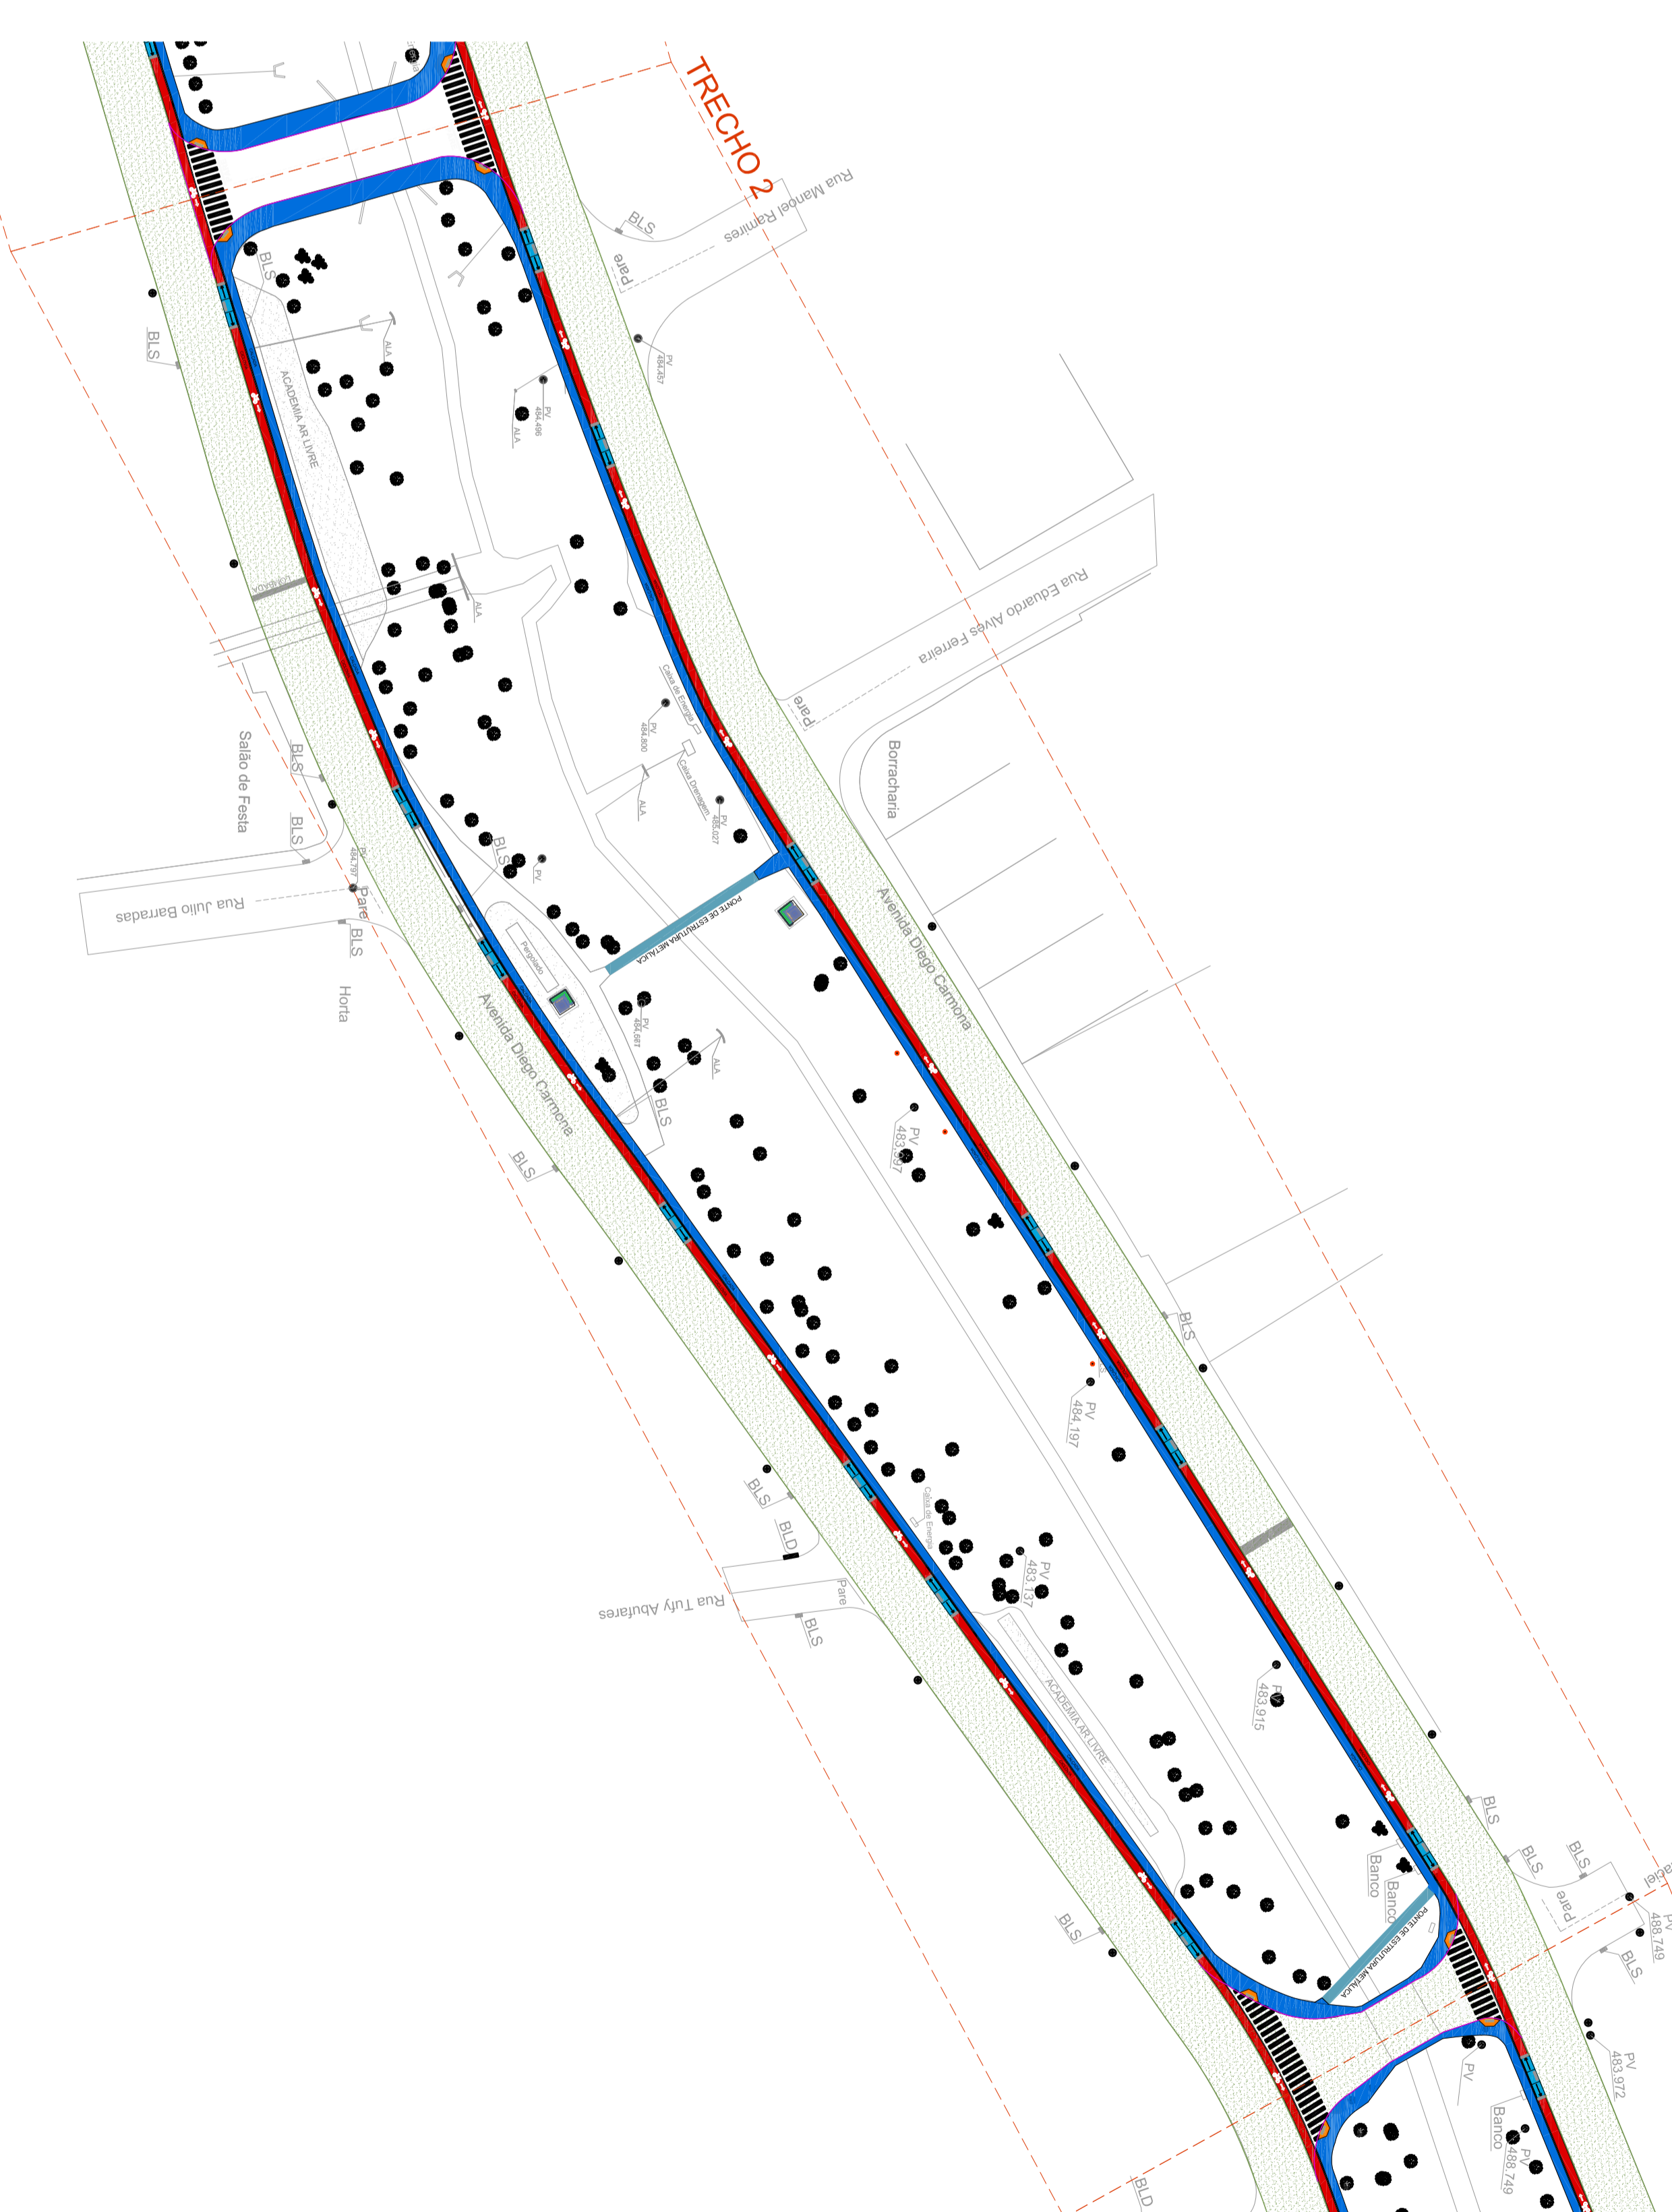 TRECHO 2
Rua Manoel Ramires
BLS
Pare
BLS
BLS
PV
484.457
ALA
ACADEMIA AR LIVRE
PV
484.496
ALA
LOMBADA
Rua Eduardo Alves Ferreira
ALA
Pare
Caixa de Energia
PV
484.800
Borracharia
Salão de Festa
BLS
Caixa Drenagem
ALA
PV
485.027
BLS
BLS
PV
484.797
PV
Rua Julio Barradas
Pare
BLS
PONTE DE ESTRUTURA METÁLICA
Avenida Diego Carmona
Pergolado
Horta
Avenida Diego Carmona
PV
484.687
ALA
BLS
BLS
PV
483,997
BLS
PV
484,197
BLS
Caixa de Energia
BLD
PV
483.137
Pare
Rua Tufy Abufares
BLS
PV
483,915
ACADEMIA AR LIVRE
BLS
BLS
BLS
Banco
Banco
Pare
aciel
PV
488.749
BLS
BLS
PONTE DE ESTRUTURA METÁLICA
PV
PV
483.972
Banco
PV
488.749
BLD